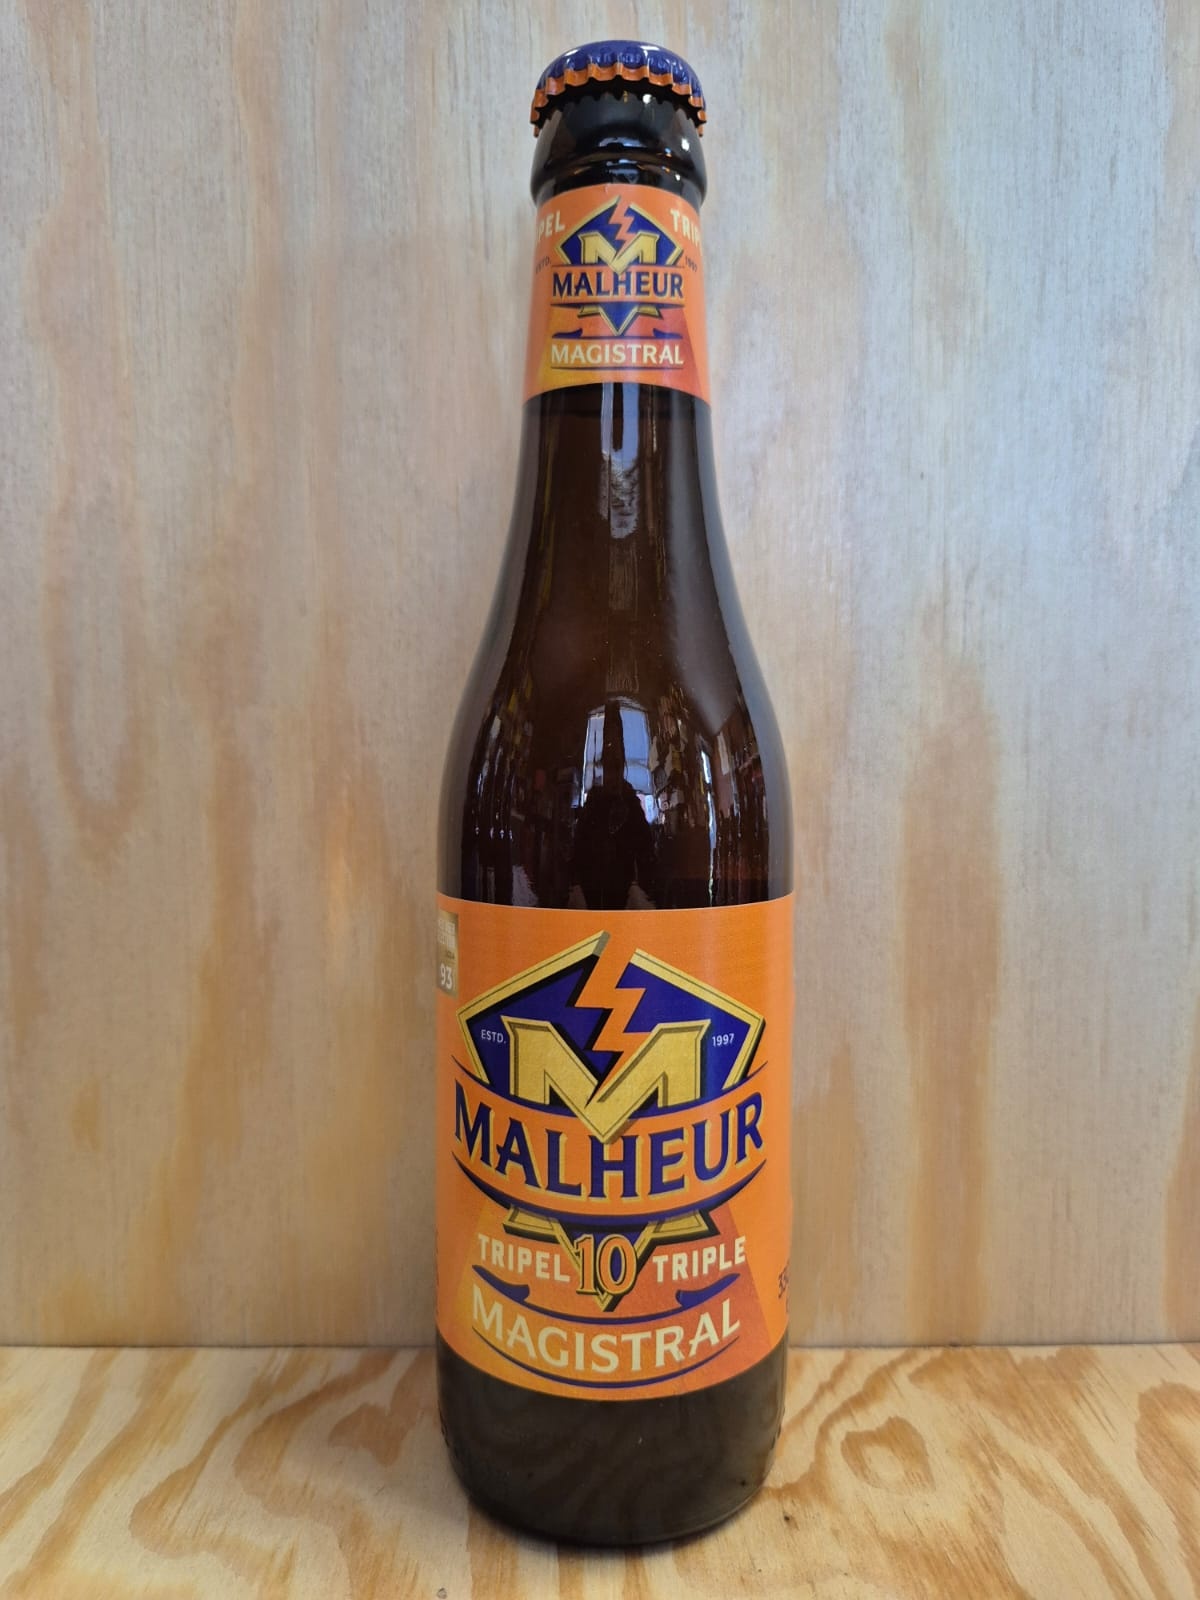 TRIPEL TRIPLE
M
ESTD. 1997
MALHEUR
MAGISTRAL
93
M
ESTD. 1997
MALHEUR
TRIPEL 10 TRIPLE
MAGISTRAL